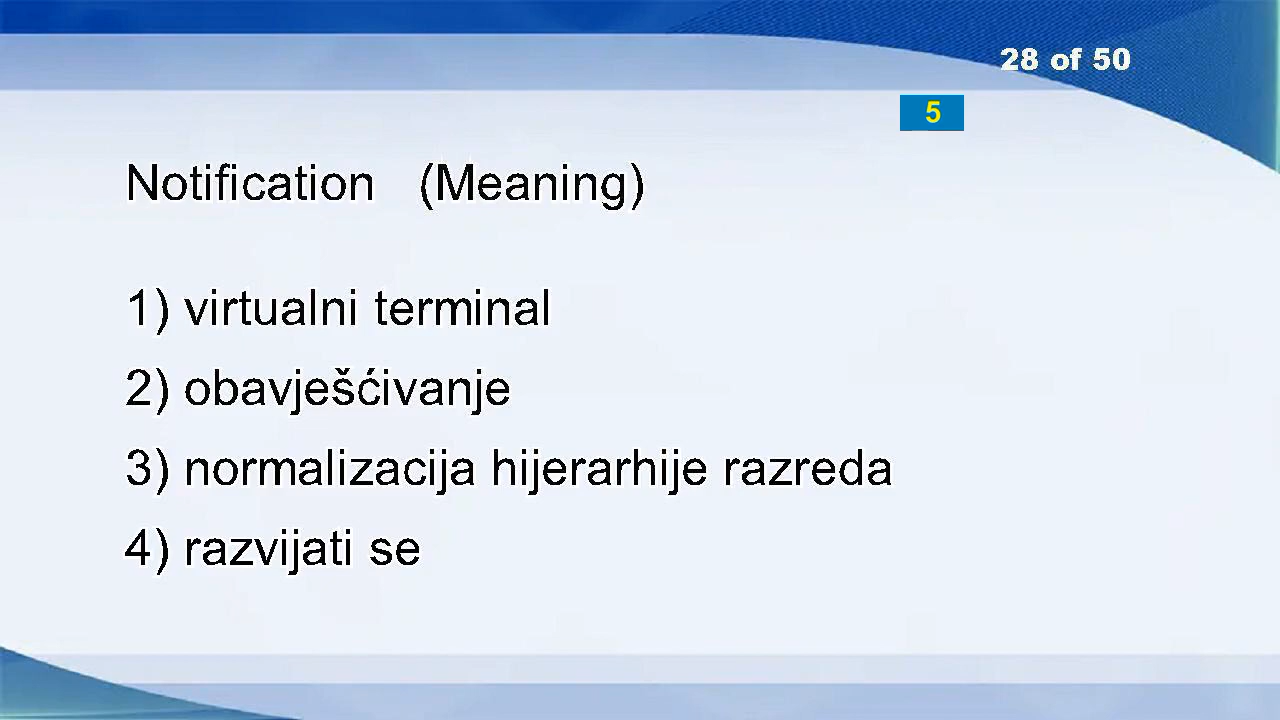 28 of 50
5
Notification (Meaning)
1) virtualni terminal
2) obavješćivanje
3) normalizacija hijerarhije razreda
4) razvijati se